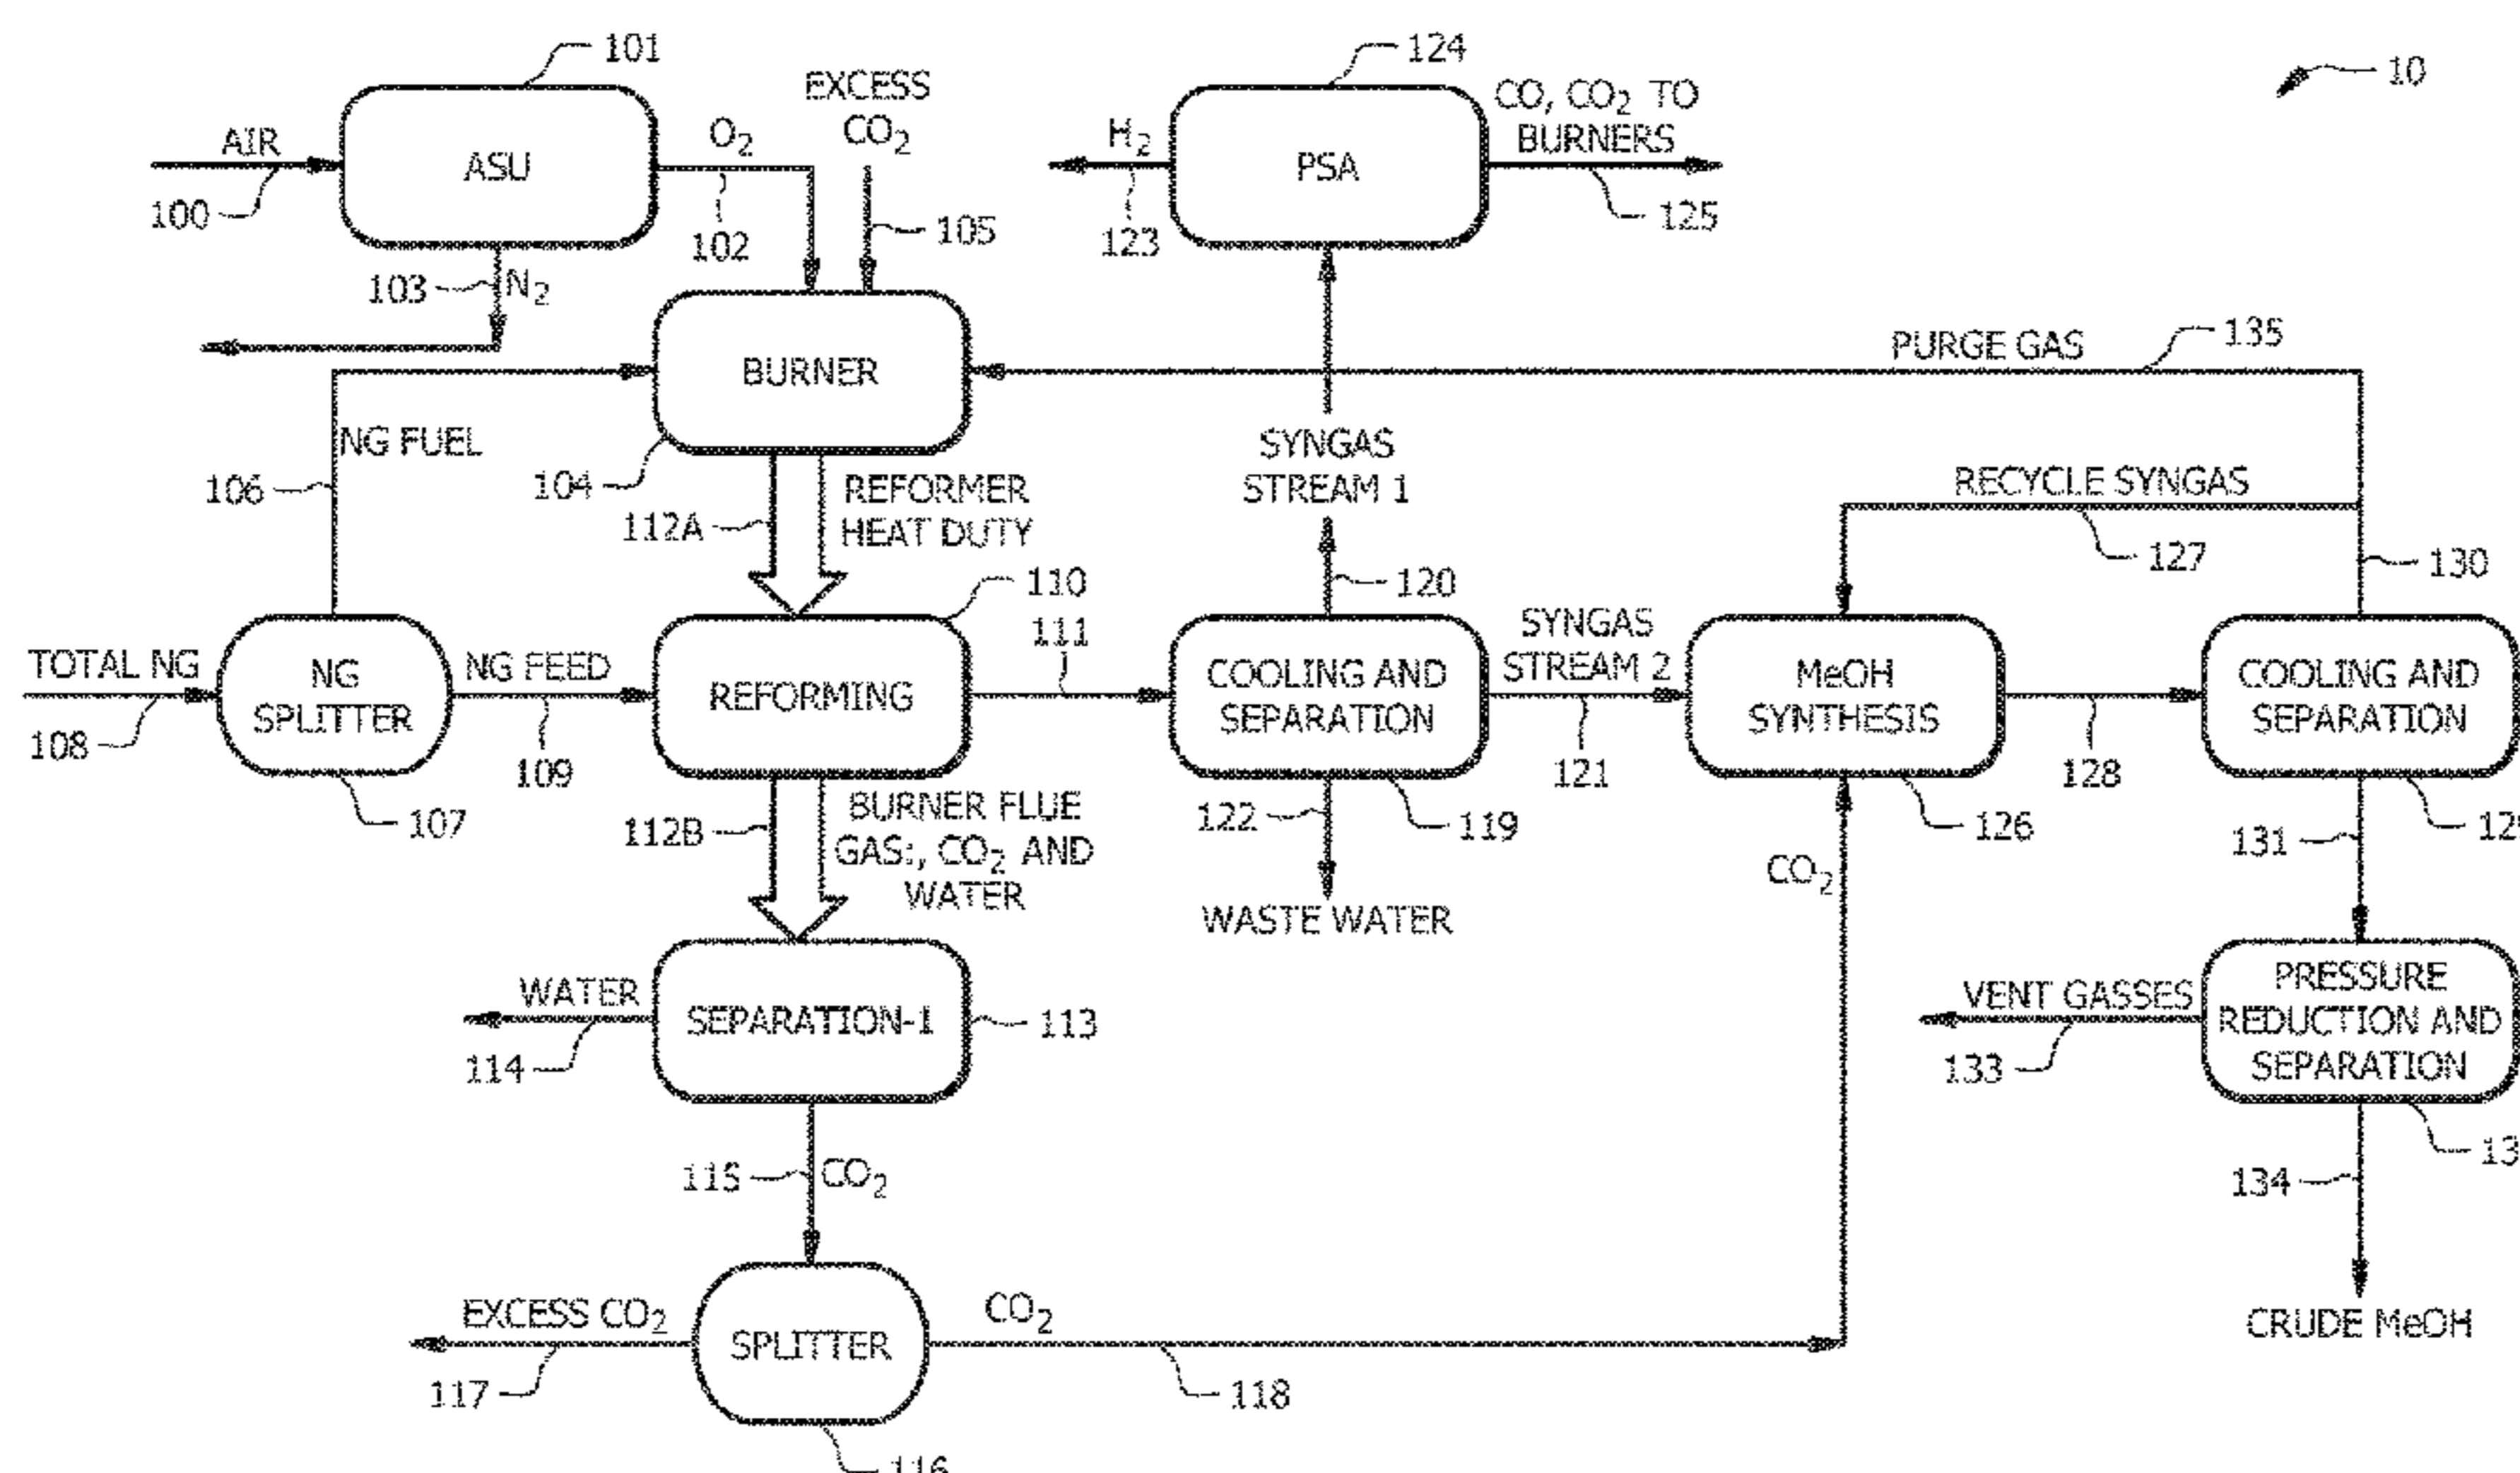 101
124
10
EXCESS
CO2
CO, CO2 TO
BURNERS
AIR
ASU
O2
H2
PSA
100
102
105
123
125
103
N2
BURNER
PURGE GAS
135
NG FUEL
106
104
REFORMER
HEAT DUTY
112A
SYNGAS
STREAM 1
RECYCLE SYNGAS
127
130
110
111
120
TOTAL NG
NG
SPLITTER
NG FEED
REFORMING
COOLING AND
SEPARATION
SYNGAS
STREAM 2
MeOH
SYNTHESIS
COOLING AND
SEPARATION
108
109
121
128
107
112B
BURNER FLUE
GAS:, CO2 AND
WATER
122
119
126
131
CO2
WASTE WATER
WATER
SEPARATION-1
113
114
VENT GASSES
PRESSURE
REDUCTION AND
SEPARATION
133
115
CO2
134
EXCESS CO2
SPLITTER
CO2
CRUDE MeOH
117
118
116